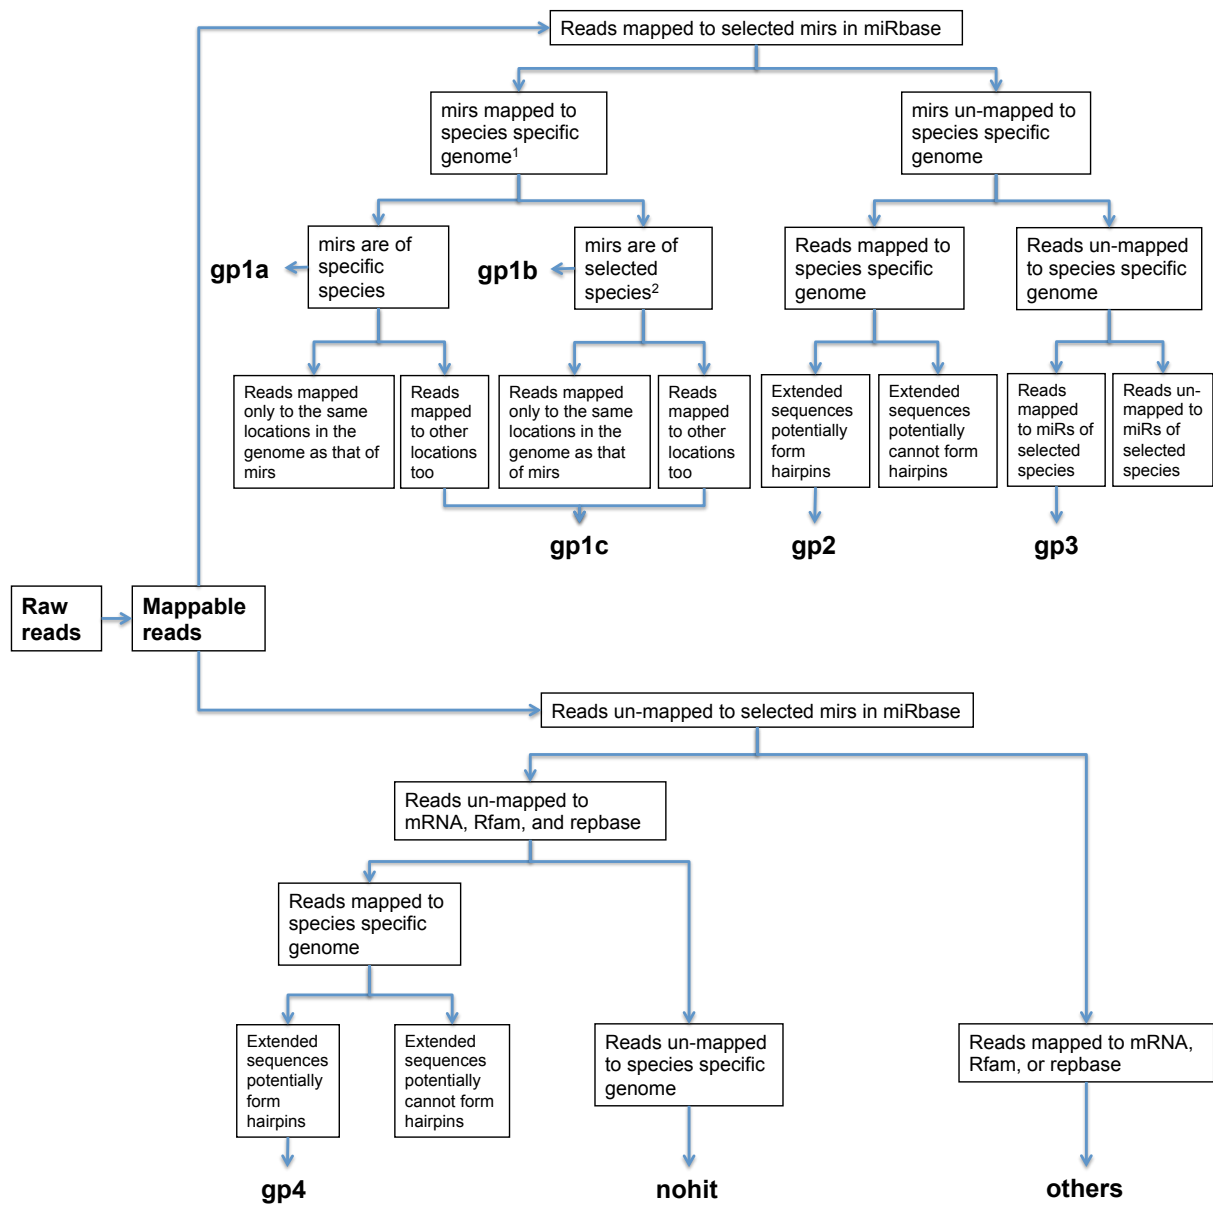 Reads mapped to selected mirs in miRbase
mirs mapped to
species specific
genome¹
mirs un-mapped to
species specific
genome
gp1a
mirs are of
specific
species
gp1b
mirs are of
selected
species²
Reads mapped to
species specific
genome
Reads un-mapped
to species specific
genome
Reads mapped
only to the same
locations in the
genome as that of
mirs
Reads
mapped
to other
locations
too
Reads mapped
only to the same
locations in the
genome as that
of mirs
Reads
mapped
to other
locations
too
Extended
sequences
potentially
form
hairpins
Extended
sequences
potentially
cannot form
hairpins
Reads
mapped
to miRs of
selected
species
Reads un-
mapped to
miRs of
selected
species
gp1c
gp2
gp3
Raw
reads
Mappable
reads
Reads un-mapped to selected mirs in miRbase
Reads un-mapped to
mRNA, Rfam, and repbase
Reads mapped to
species specific
genome
Extended
sequences
potentially
form
hairpins
Extended
sequences
potentially
cannot form
hairpins
Reads un-mapped
to species specific
genome
Reads mapped to mRNA,
Rfam, or repbase
gp4
nohit
others